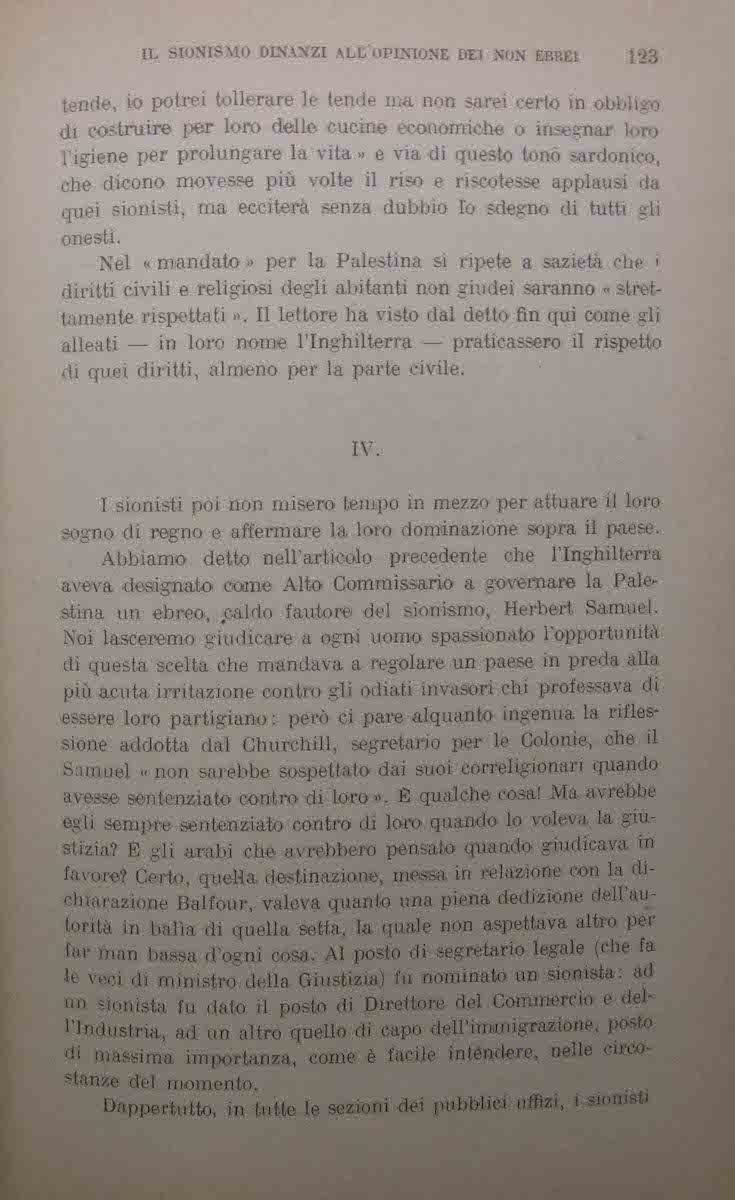 IL SIONISMO DINANZI ALL'OPINIONE DEI NON EBREI 123
tende, io potrei tollerare le tende ma non sarei certo in obbligo
di costruire per loro delle cucine economiche o insegnar loro
l'igiene per prolungare la vita » e via di questo tono sardonico,
che dicono movesse più volte il riso e riscotesse applausi da
quei sionisti, ma ecciterà senza dubbio lo sdegno di tutti gli
onesti.
Nel « mandato » per la Palestina si ripete a sazietà che i
diritti civili e religiosi degli abitanti non giudei saranno « stret-
tamente rispettati ». Il lettore ha visto dal detto fin qui come gli
alleati — in loro nome l'Inghilterra — praticassero il rispetto
di quei diritti, almeno per la parte civile.
IV.
I sionisti poi non misero tempo in mezzo per attuare il loro
sogno di regno e affermare la loro dominazione sopra il paese.
Abbiamo detto nell'articolo precedente che l'Inghilterra
aveva designato come Alto Commissario a governare la Pale-
stina un ebreo, caldo fautore del sionismo, Herbert Samuel.
Noi lasceremo giudicare a ogni uomo spassionato l'opportunità
di questa scelta che mandava a regolare un paese in preda alla
più acuta irritazione contro gli odiati invasori chi professava di
essere loro partigiano: però ci pare alquanto ingenua la rifles-
sione addotta dal Churchill, segretario per le Colonie, che il
Samuel « non sarebbe sospettato dai suoi correligionari quando
avesse sentenziato contro di loro ». È qualche cosa! Ma avrebbe
egli sempre sentenziato contro di loro quando lo voleva la giu-
stizia? E gli arabi che avrebbero pensato quando giudicava in
favore? Certo, quella destinazione, messa in relazione con la di-
chiarazione Balfour, valeva quanto una piena dedizione dell'au-
torità in balìa di quella setta, la quale non aspettava altro per
far man bassa d'ogni cosa. Al posto di segretario legale (che fa
le veci di ministro della Giustizia) fu nominato un sionista: ad
un sionista fu dato il posto di Direttore del Commercio e del-
l'Industria, ad un altro quello di capo dell'immigrazione, posto
di massima importanza, come è facile intendere, nelle circo-
stanze del momento.
Dappertutto, in tutte le sezioni dei pubblici uffizi, i sionisti